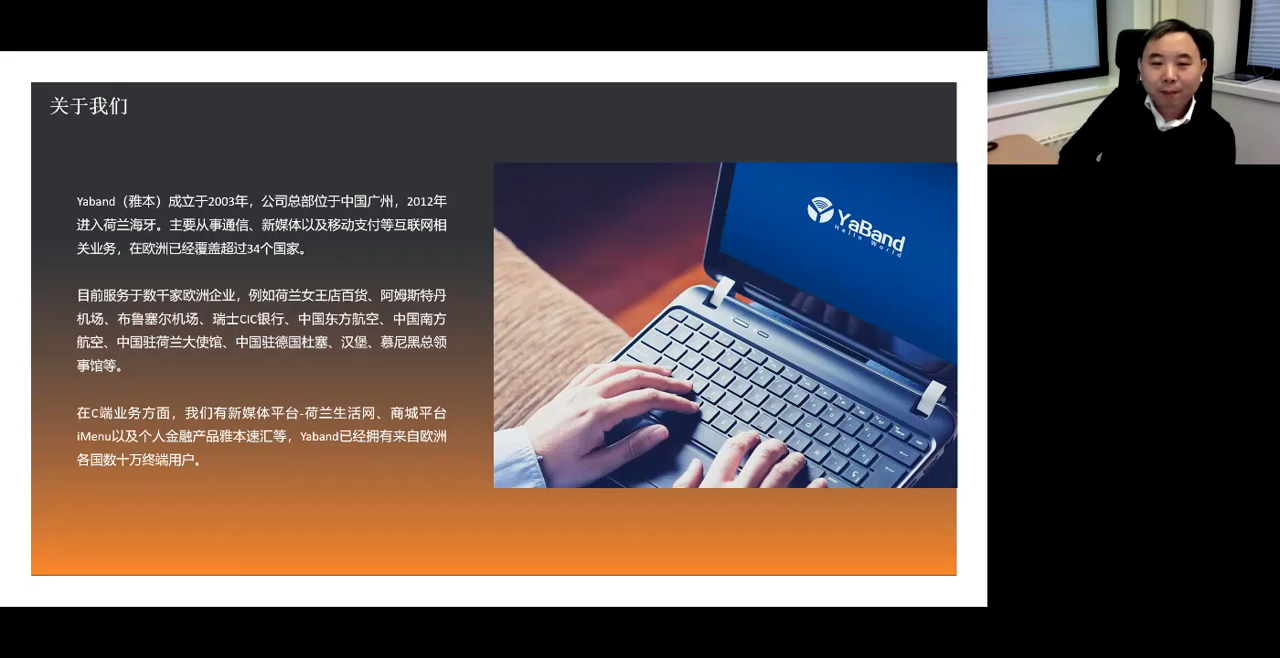 关于我们
Yaband（雅本）成立于2003年，公司总部位于中国广州，2012年
进入荷兰海牙。主要从事通信、新媒体以及移动支付等互联网相
关业务，在欧洲已经覆盖超过34个国家。
目前服务于数千家欧洲企业，例如荷兰女王店百货、阿姆斯特丹
机场、布鲁塞尔机场、瑞士CIC银行、中国东方航空、中国南方
航空、中国驻荷兰大使馆、中国驻德国杜塞、汉堡、慕尼黑总领
事馆等。
在C端业务方面，我们有新媒体平台-荷兰生活网、商城平台
iMenu以及个人金融产品雅本速汇等，Yaband已经拥有来自欧洲
各国数十万终端用户。
YaBand
Hello World